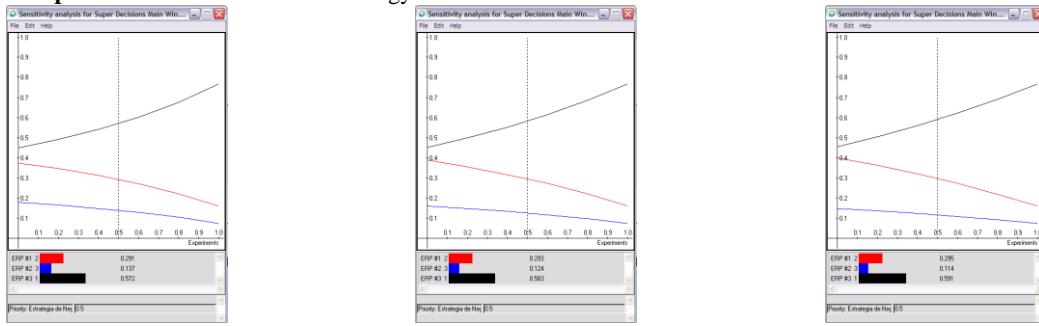 Sensitivity analysis for Super Decisions Main Win...
File Edit Help
1.0
0.9
0.8
0.7
0.6
0.5
0.4
0.3
0.2
0.1
0.1 0.2 0.3 0.4 0.5 0.6 0.7 0.8 0.9 1.0
Experiments
ERP #1 2 0.291
ERP #2 3 0.137
ERP #3 1 0.572
Priority: Estrategia de Neg 0.5
Sensitivity analysis for Super Decisions Main Win...
File Edit Help
1.0
0.9
0.8
0.7
0.6
0.5
0.4
0.3
0.2
0.1
0.1 0.2 0.3 0.4 0.5 0.6 0.7 0.8 0.9 1.0
Experiments
ERP #1 2 0.293
ERP #2 3 0.124
ERP #3 1 0.583
Priority: Estrategia de Neg 0.5
Sensitivity analysis for Super Decisions Main Win...
File Edit Help
1.0
0.9
0.8
0.7
0.6
0.5
0.4
0.3
0.2
0.1
0.1 0.2 0.3 0.4 0.5 0.6 0.7 0.8 0.9 1.0
Experiments
ERP #1 2 0.295
ERP #2 3 0.114
ERP #3 1 0.591
Priority: Estrategia de Neg 0.5